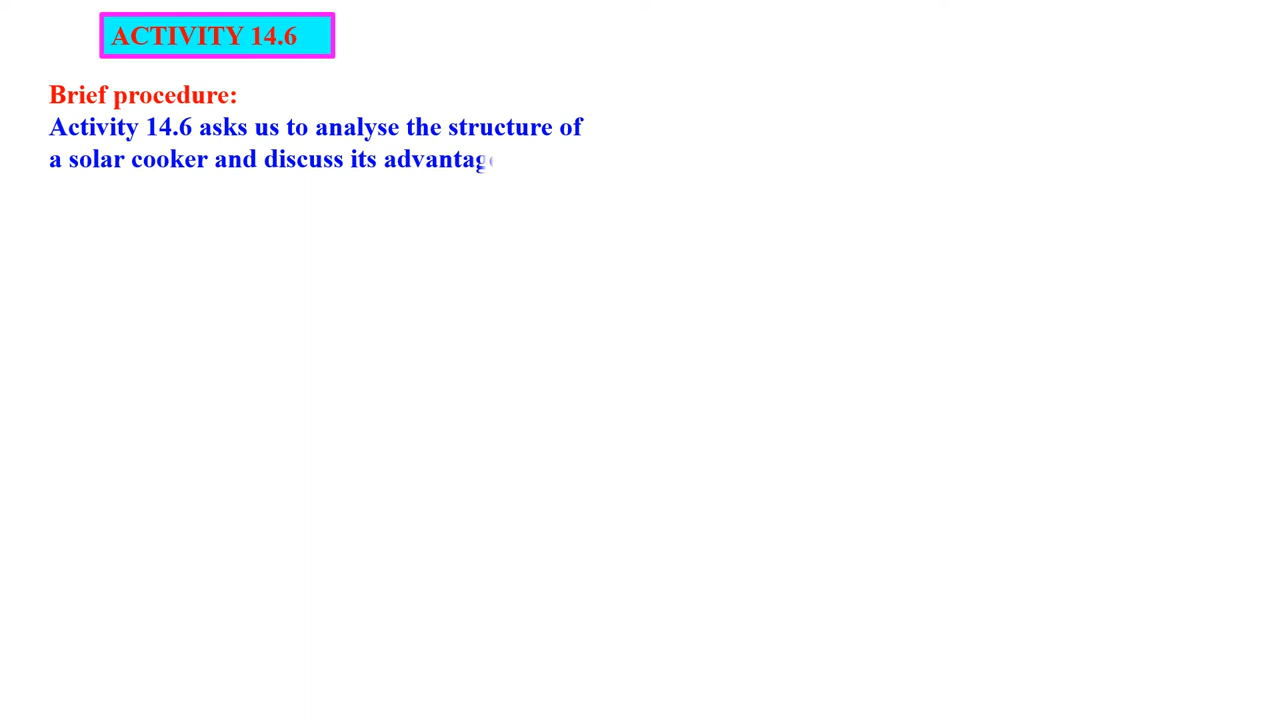 ACTIVITY 14.6
Brief procedure:
Activity 14.6 asks us to analyse the structure of
a solar cooker and discuss its